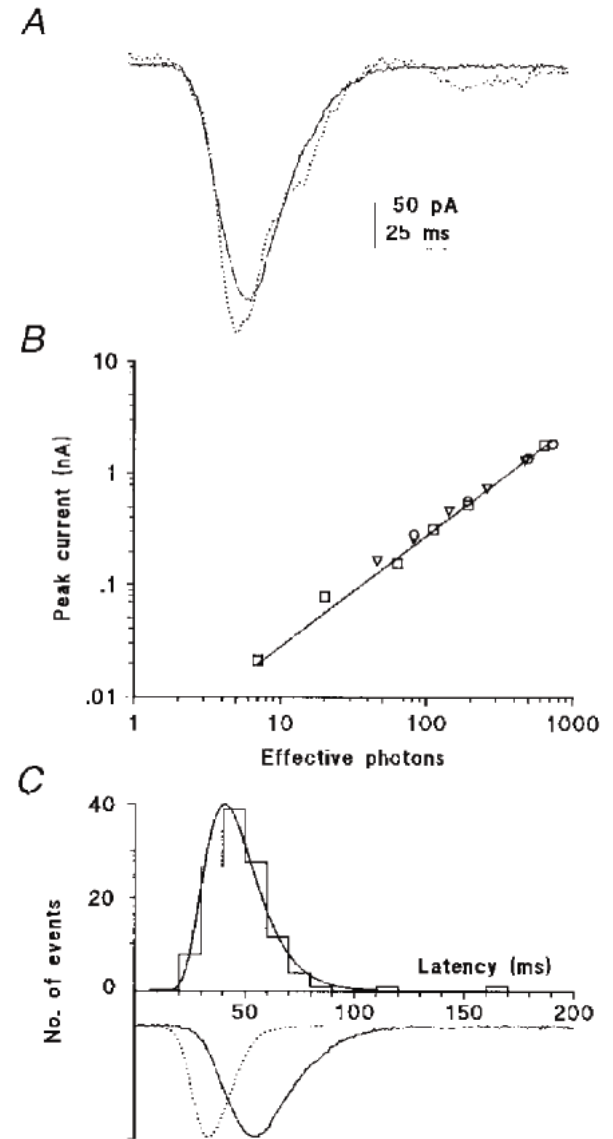 A
50 pA
25 ms
B
10
1
.1
.01
Peak current (nA)
1
10
100
1000
Effective photons
C
40
20
0
No. of events
Latency (ms)
50
100
150
200